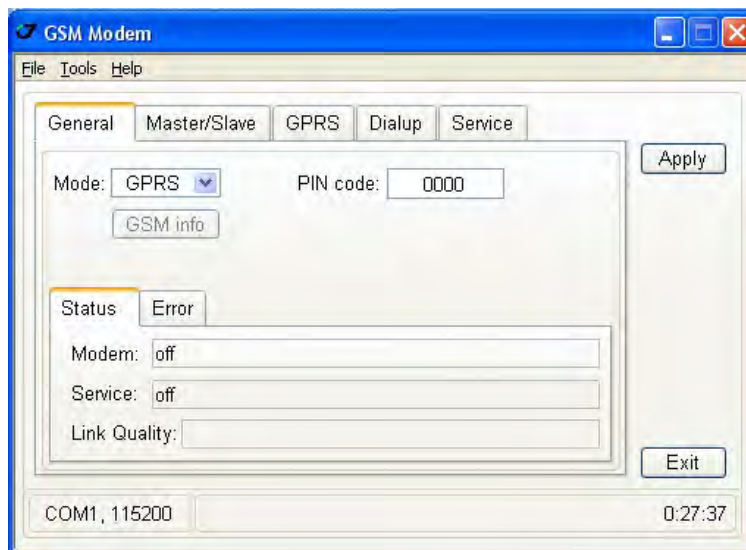 GSM Modem
File Tools Help
General Master/Slave GPRS Dialup Service
Apply
Mode: GPRS PIN code: 0000
GSM info
Status Error
Modem: off
Service: off
Link Quality:
Exit
COM1, 115200 0:27:37